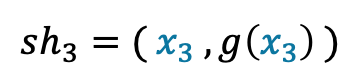 sh₃ = ( x₃ , g(x₃) )